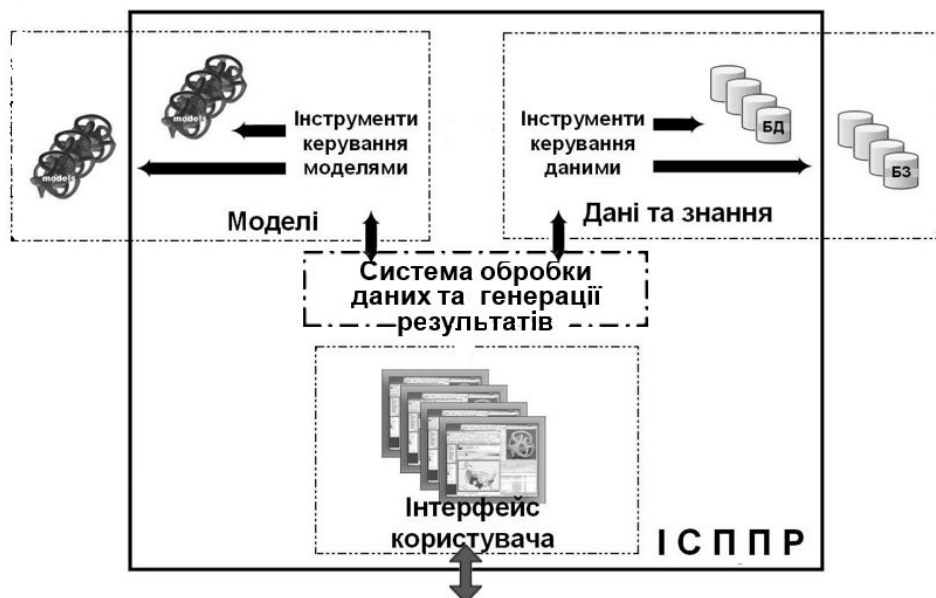 models
models
Інструменти
керування
моделями
Моделі
Інструменти
керування
даними
БД
БЗ
Дані та знання
Система обробки
даних та генерації
результатів
Інтерфейс
користувача
І С П П Р